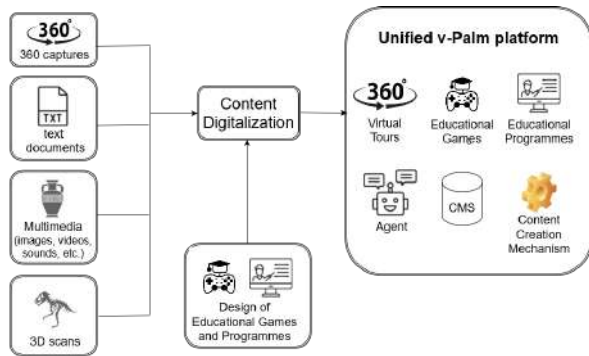 360°
360 captures
TXT
text
documents
Multimedia
(images, videos,
sounds, etc.)
3D scans
Content
Digitalization
Design of
Educational Games
and Programmes
Unified v-Palm platform
360°
Virtual
Tours
Educational
Games
Educational
Programmes
Agent
CMS
Content
Creation
Mechanism